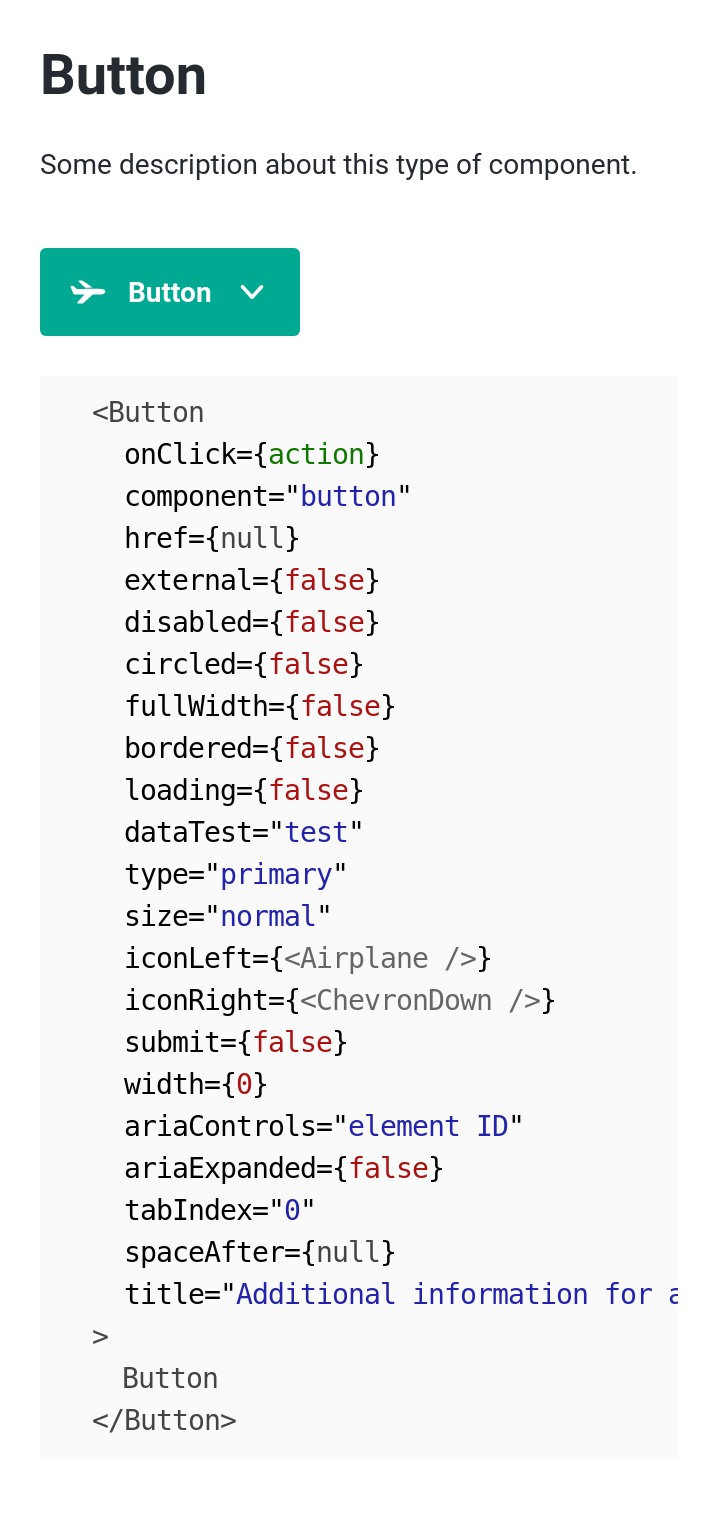 Button
Some description about this type of component.
Button
<Button
onClick={action}
component="button"
href={null}
external={false}
disabled={false}
circled={false}
fullWidth={false}
bordered={false}
loading={false}
dataTest="test"
type="primary"
size="normal"
iconLeft={<Airplane />}
iconRight={<ChevronDown />}
submit={false}
width={0}
ariaControls="element ID"
ariaExpanded={false}
tabIndex="0"
spaceAfter={null}
title="Additional information for a
>
Button
</Button>